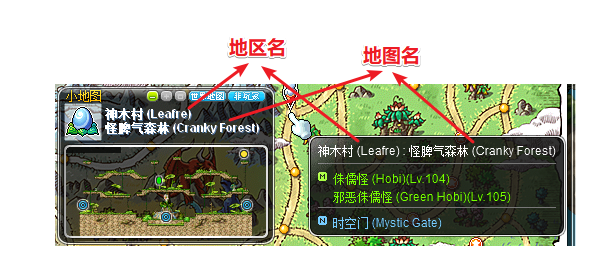 地区名
地图名
小地图
世界地图
非玩家
神木村 (Leafre)
怪脾气森林 (Cranky Forest)
神木村 (Leafre) : 怪脾气森林 (Cranky Forest)
M 侏儒怪 (Hobi)(Lv.104)
邪恶侏儒怪 (Green Hobi)(Lv.105)
N 时空门 (Mystic Gate)